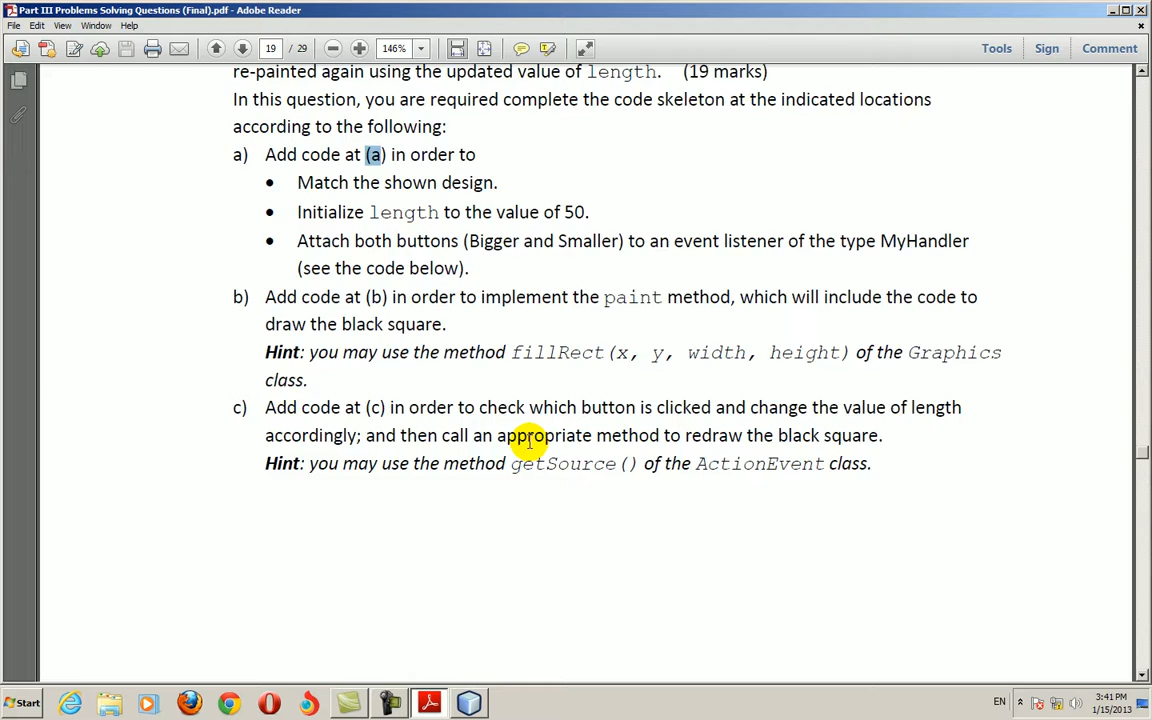 Part III Problems Solving Questions (Final).pdf - Adobe Reader
File Edit View Window Help
19 / 29 146% Tools Sign Comment
re-painted again using the updated value of length. (19 marks)
In this question, you are required complete the code skeleton at the indicated locations
according to the following:
a) Add code at (a) in order to
• Match the shown design.
• Initialize length to the value of 50.
• Attach both buttons (Bigger and Smaller) to an event listener of the type MyHandler
(see the code below).
b) Add code at (b) in order to implement the paint method, which will include the code to
draw the black square.
Hint: you may use the method fillRect(x, y, width, height) of the Graphics
class.
c) Add code at (c) in order to check which button is clicked and change the value of length
accordingly; and then call an appropriate method to redraw the black square.
Hint: you may use the method getSource() of the ActionEvent class.
Start EN 3:41 PM
1/15/2013